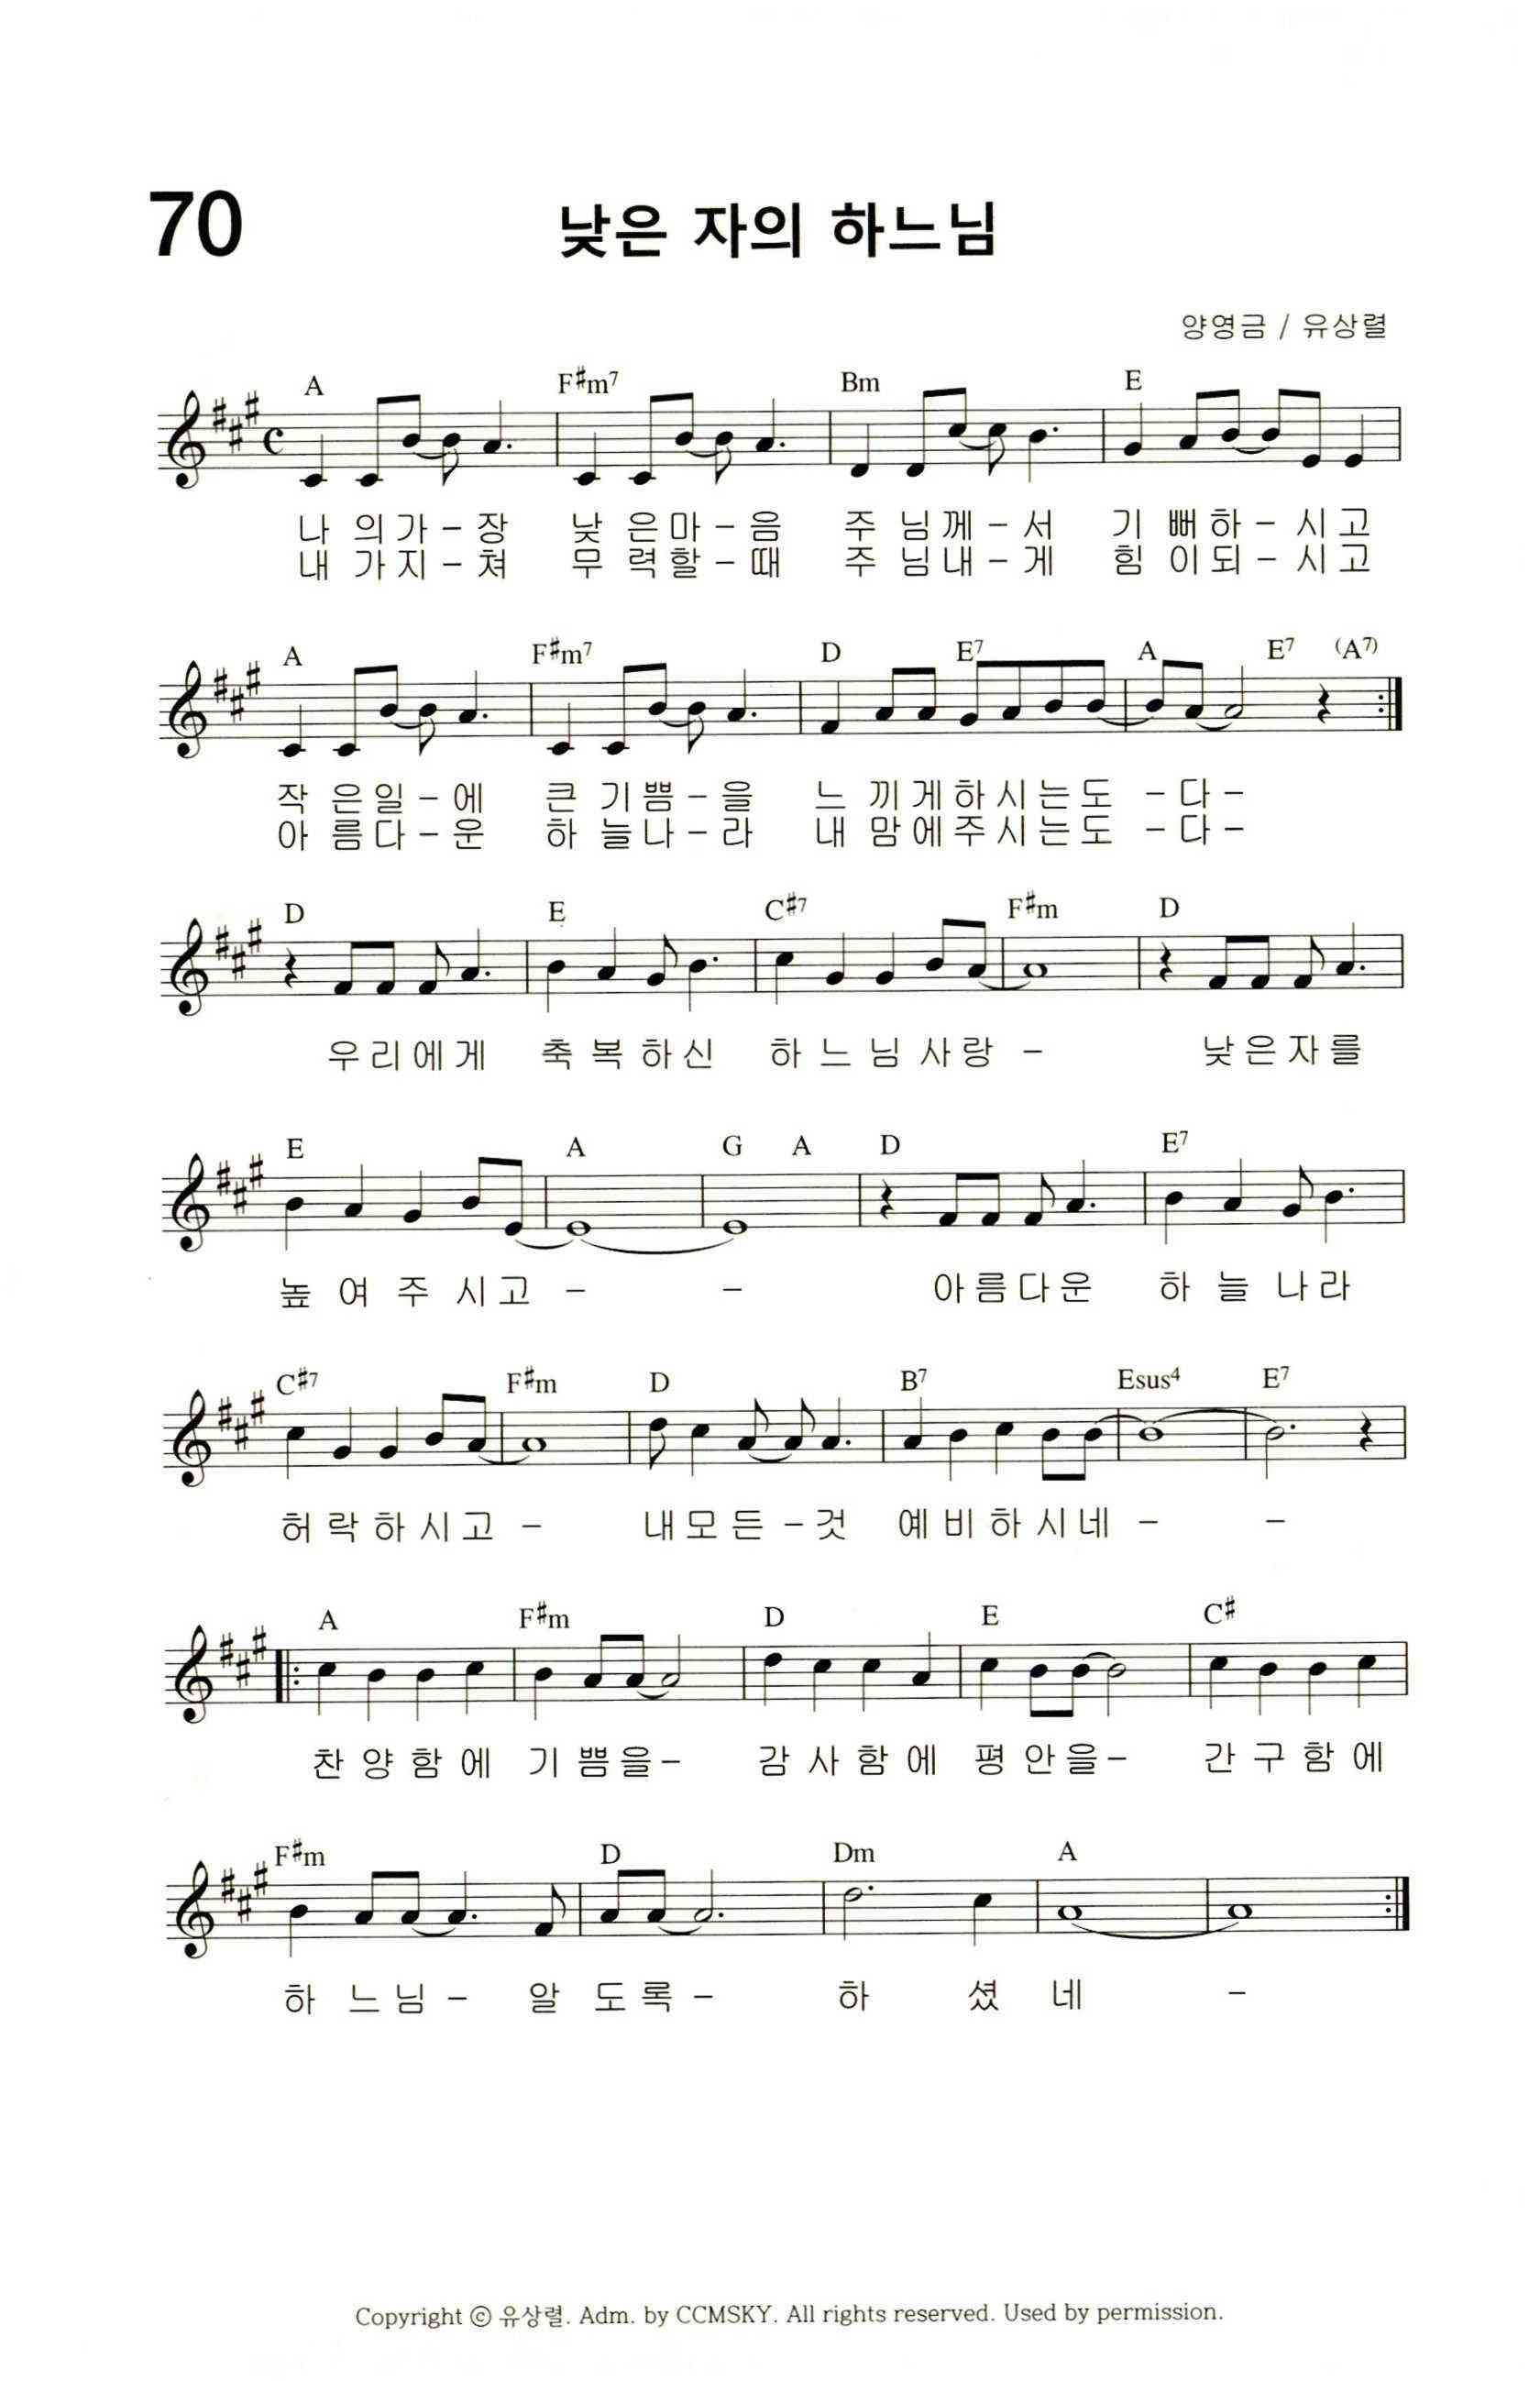 70
낮은 자의 하느님
양영금 / 유상렬
A F#m7 Bm E
나 의가 - 장 낮 은마 - 음 주 님께 - 서 기 뻐하 - 시고
내 가지 - 쳐 무 력할 - 때 주 님내 - 게 힘 이되 - 시고
A F#m7 D E7 A E7 (A7)
작 은일 - 에 큰 기쁨 - 을 느 끼게하시는도 - 다 -
아 름다 - 운 하 늘나 - 라 내 맘에주시는도 - 다 -
D E C#7 F#m D
우리에게 축 복 하신 하 느 님 사랑 - 낮은자를
E A G A D E7
높 여 주 시고 - - 아름다운 하 늘 나라
C#7 F#m D B7 Esus4 E7
허 락 하 시고 - 내모든 - 것 예 비 하 시네 - -
A F#m D E C#
찬 양 함 에 기 쁨을- 감 사 함 에 평 안을- 간 구 함 에
F#m D Dm A
하 느님 - 알 도록 - 하 셨 네 -
Copyright ⓒ 유상렬. Adm. by CCMSKY. All rights reserved. Used by permission.